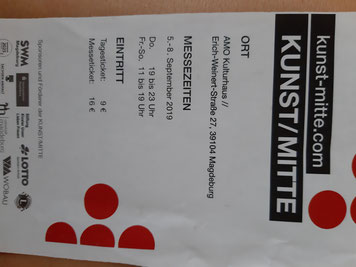 kunst-mitte.com
KUNST/MITTE
ORT
AMO Kulturhaus //
Erich-Weinert-Straße 27, 39104 Magdeburg
MESSEZEITEN
5.- 8. September 2019
Do. 19 bis 23 Uhr
Fr.-So. 11 bis 19 Uhr
EINTRITT
Tagesticket: 9 €
Messeticket: 16 €
Sponsoren und Förderer der KUNST/MITTE
SWM
Magdeburg
LOTTO
WOBAU